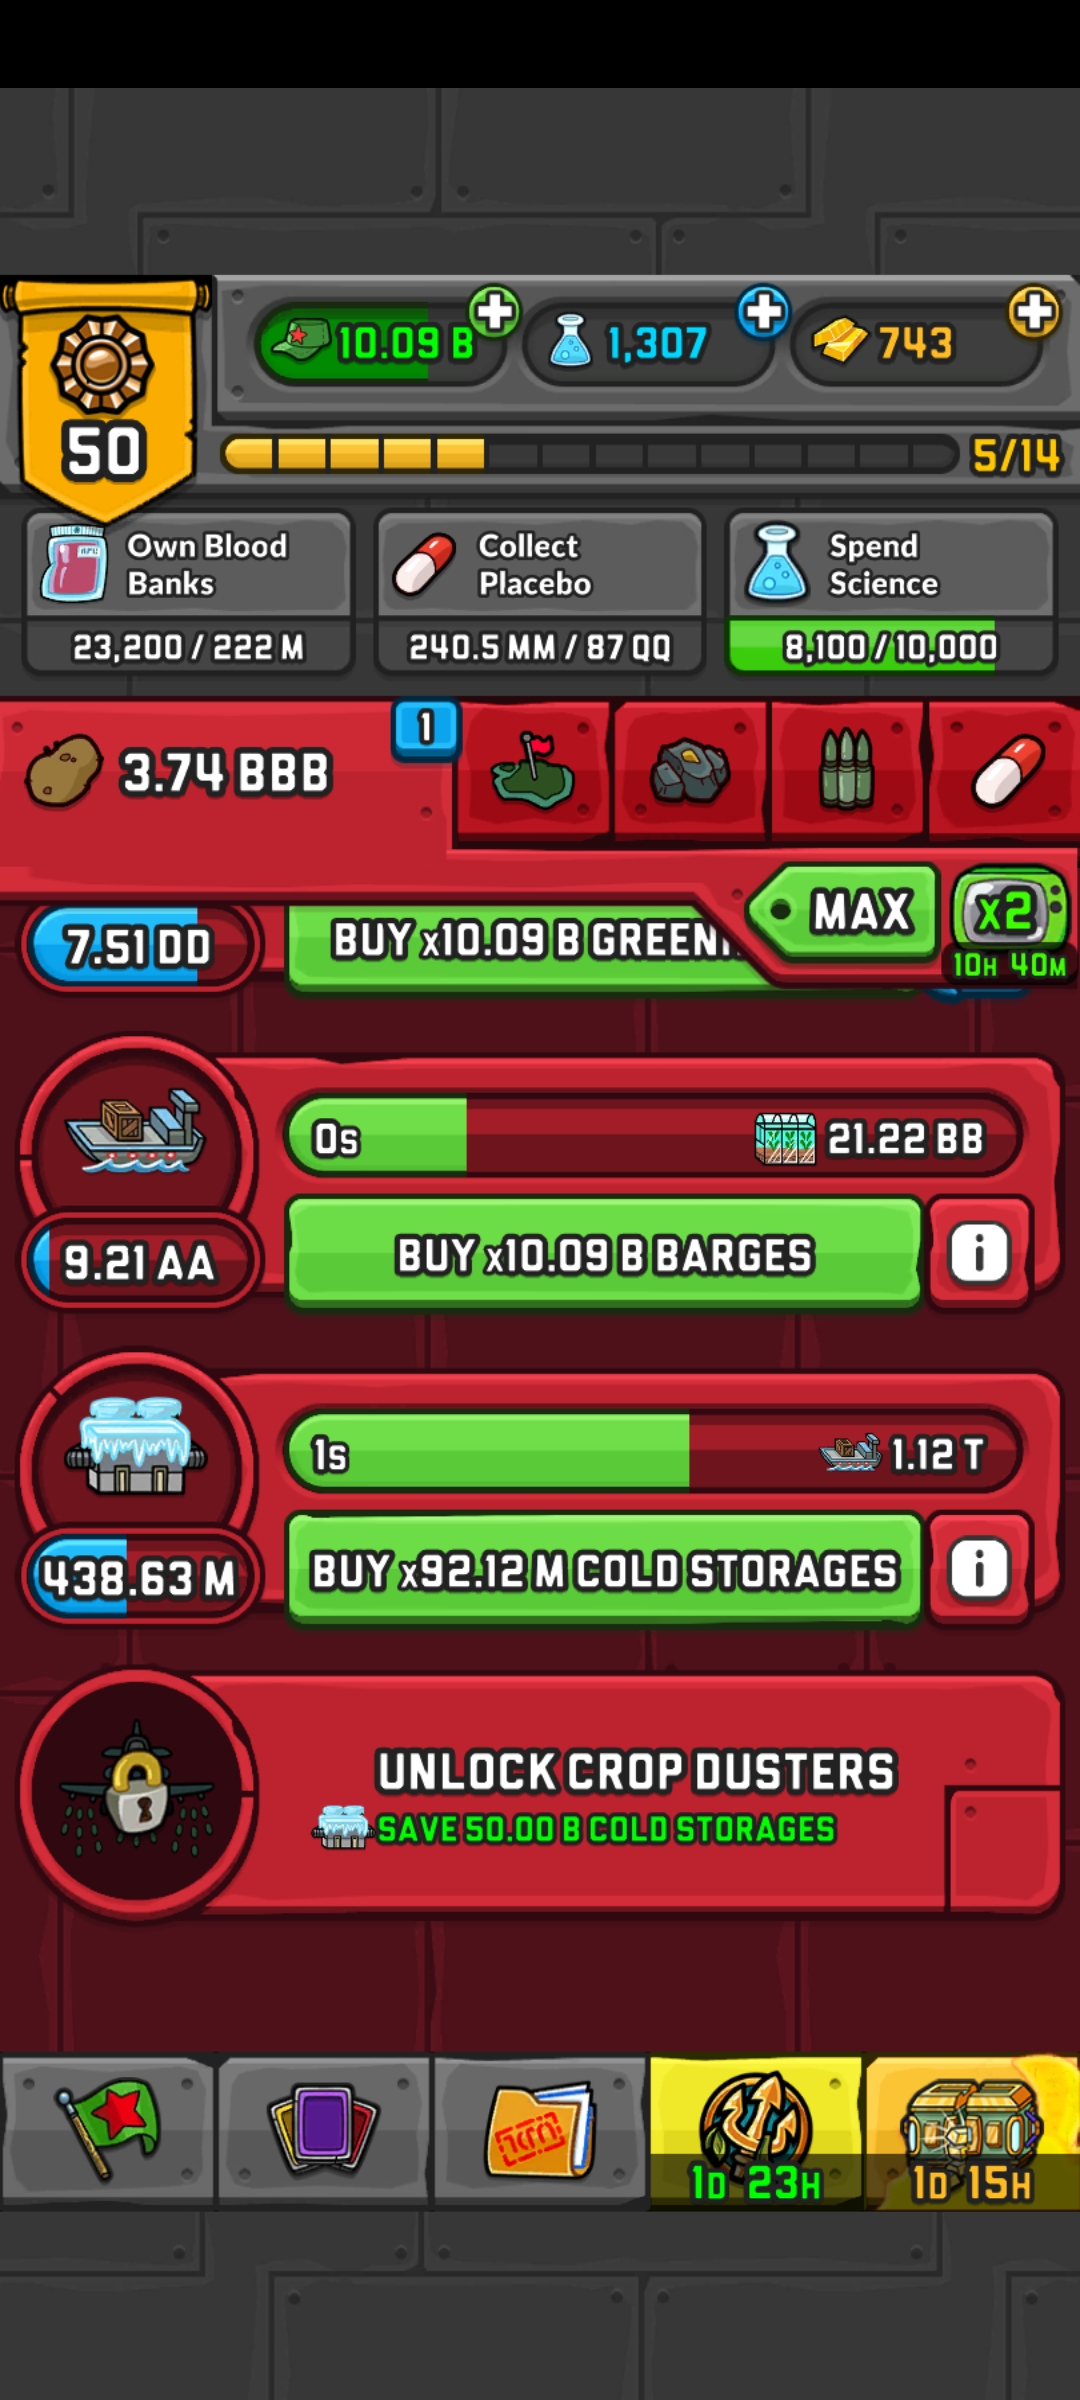 10.09 B
1,307
743
50
5/14
Own Blood
Banks
23,200 / 222 M
Collect
Placebo
240.5 MM / 87 QQ
Spend
Science
8,100 / 10,000
3.74 BBB
1
MAX
x2
10H 40M
7.51 DD
BUY x10.09 B
0s
21.22 BB
9.21 AA
BUY x10.09 B BARGES
i
1s
1.12 T
438.63 M
BUY x92.12 M COLD STORAGES
i
UNLOCK CROP DUSTERS
SAVE 50.00 B COLD STORAGES
1D 23H
1D 15H